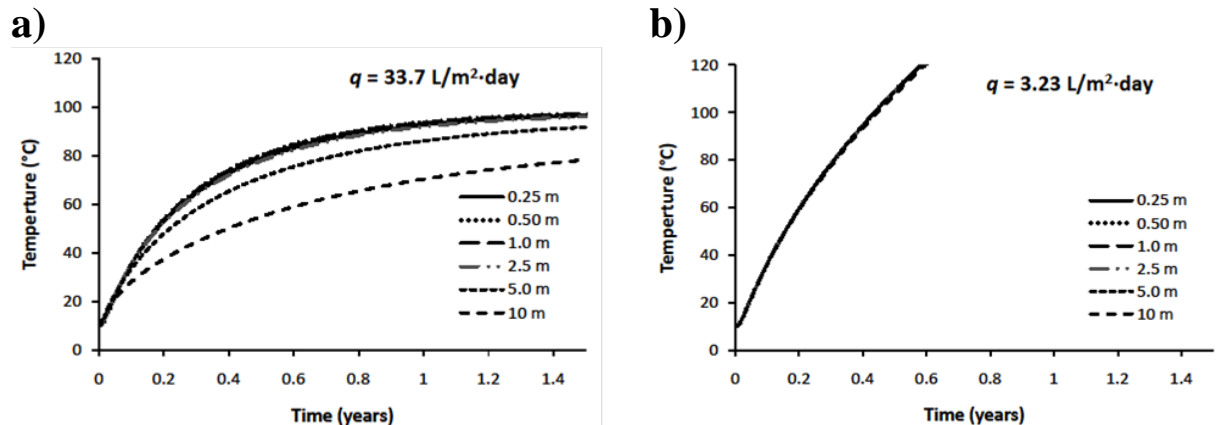 a)
120
100
80
60
40
20
0
Temperture (°C)
q = 33.7 L/m²·day
0.25 m
0.50 m
1.0 m
2.5 m
5.0 m
10 m
0 0.2 0.4 0.6 0.8 1 1.2 1.4
Time (years)
b)
120
100
80
60
40
20
0
Temperture (°C)
q = 3.23 L/m²·day
0.25 m
0.50 m
1.0 m
2.5 m
5.0 m
10 m
0 0.2 0.4 0.6 0.8 1 1.2 1.4
Time (years)